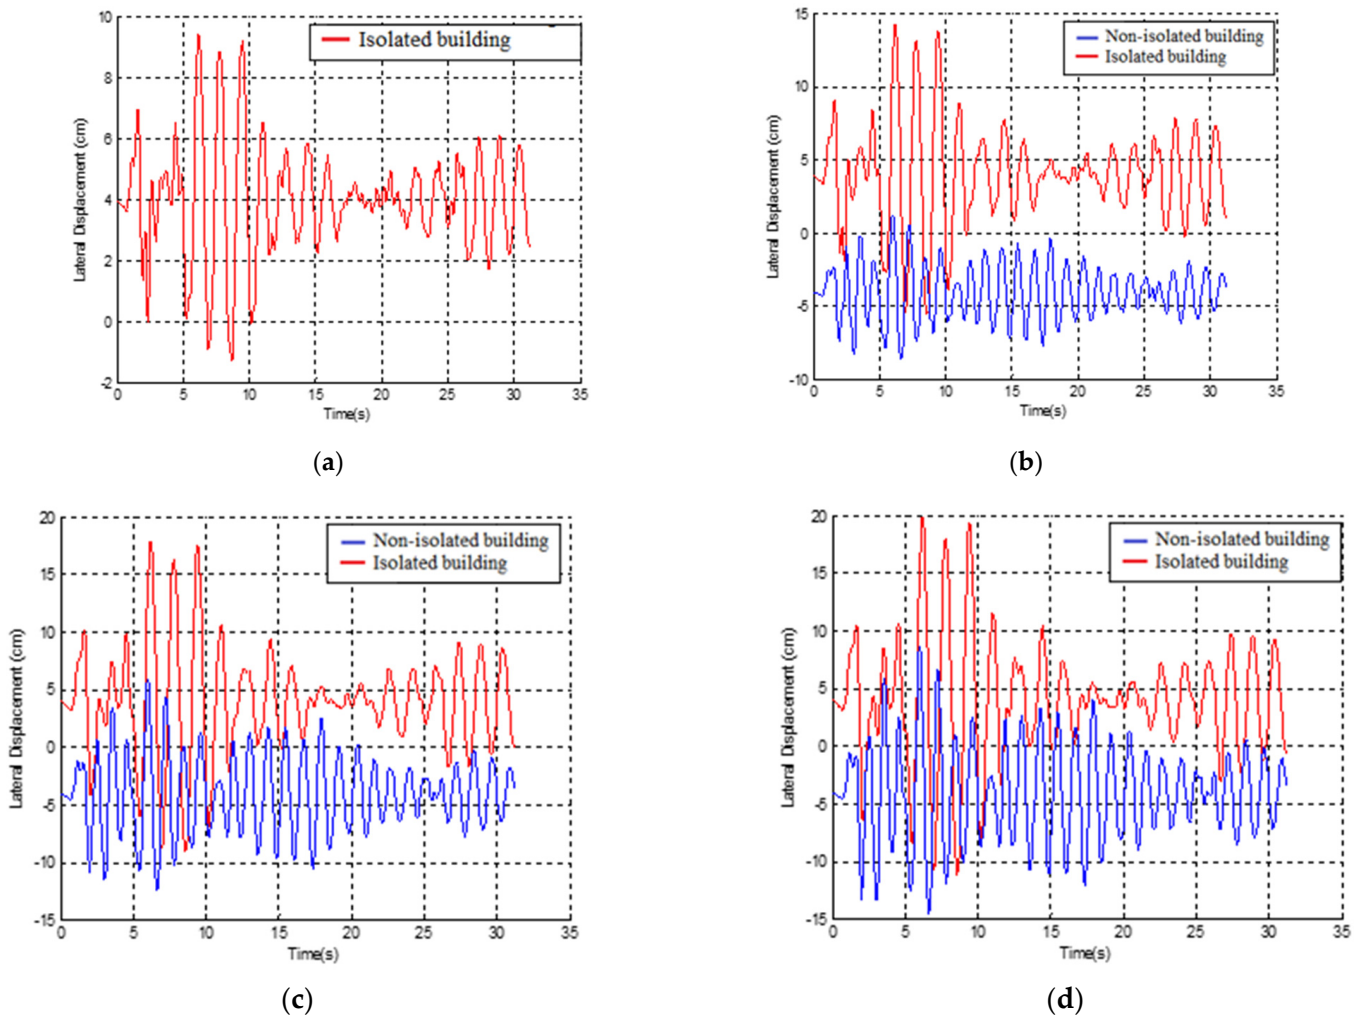 Isolated building
10
8
6
4
2
0
-2
Lateral Displacement (cm)
0 5 10 15 20 25 30 35
Time(s)
(a)
Non-isolated building
Isolated building
15
10
5
0
-5
-10
Lateral Displacement (cm)
0 5 10 15 20 25 30 35
Time(s)
(b)
Non-isolated building
Isolated building
20
15
10
5
0
-5
-10
-15
Lateral Displacement (cm)
0 5 10 15 20 25 30 35
Time(s)
(c)
Non-isolated building
Isolated building
20
15
10
5
0
-5
-10
-15
Lateral Displacement (cm)
0 5 10 15 20 25 30 35
Time(s)
(d)